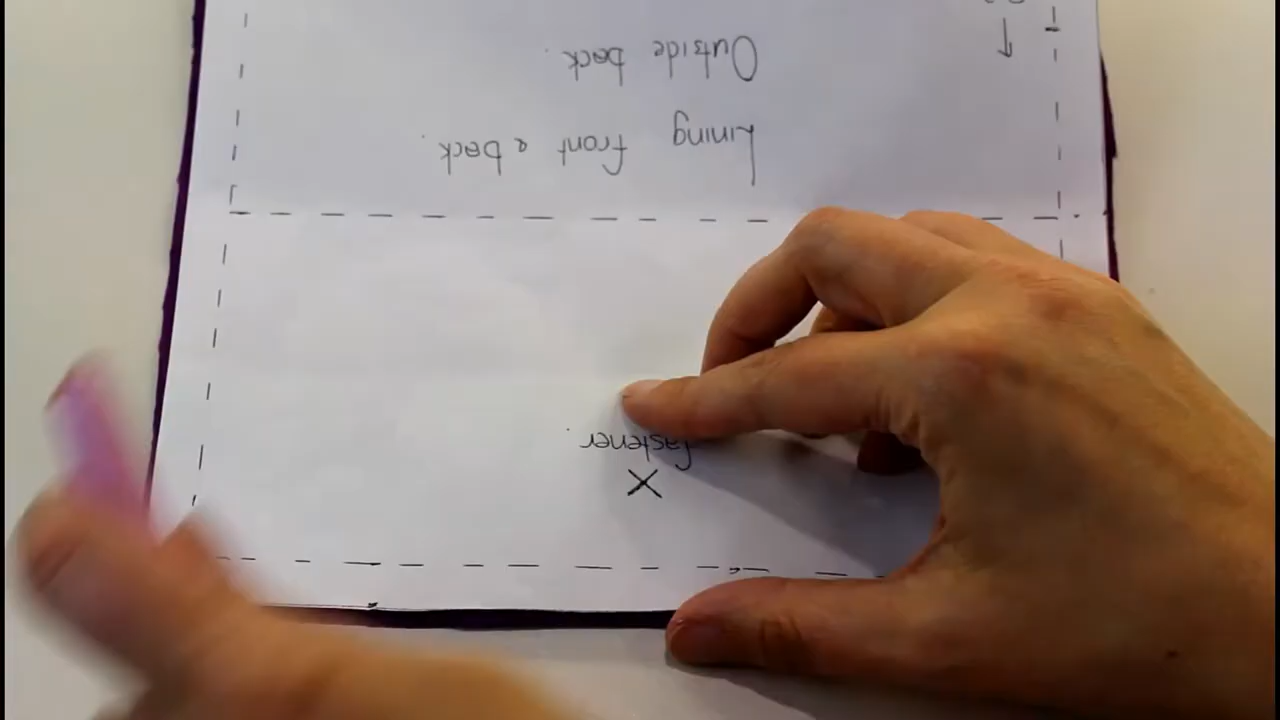 Fastener.
Lining front & back.
Outside back.